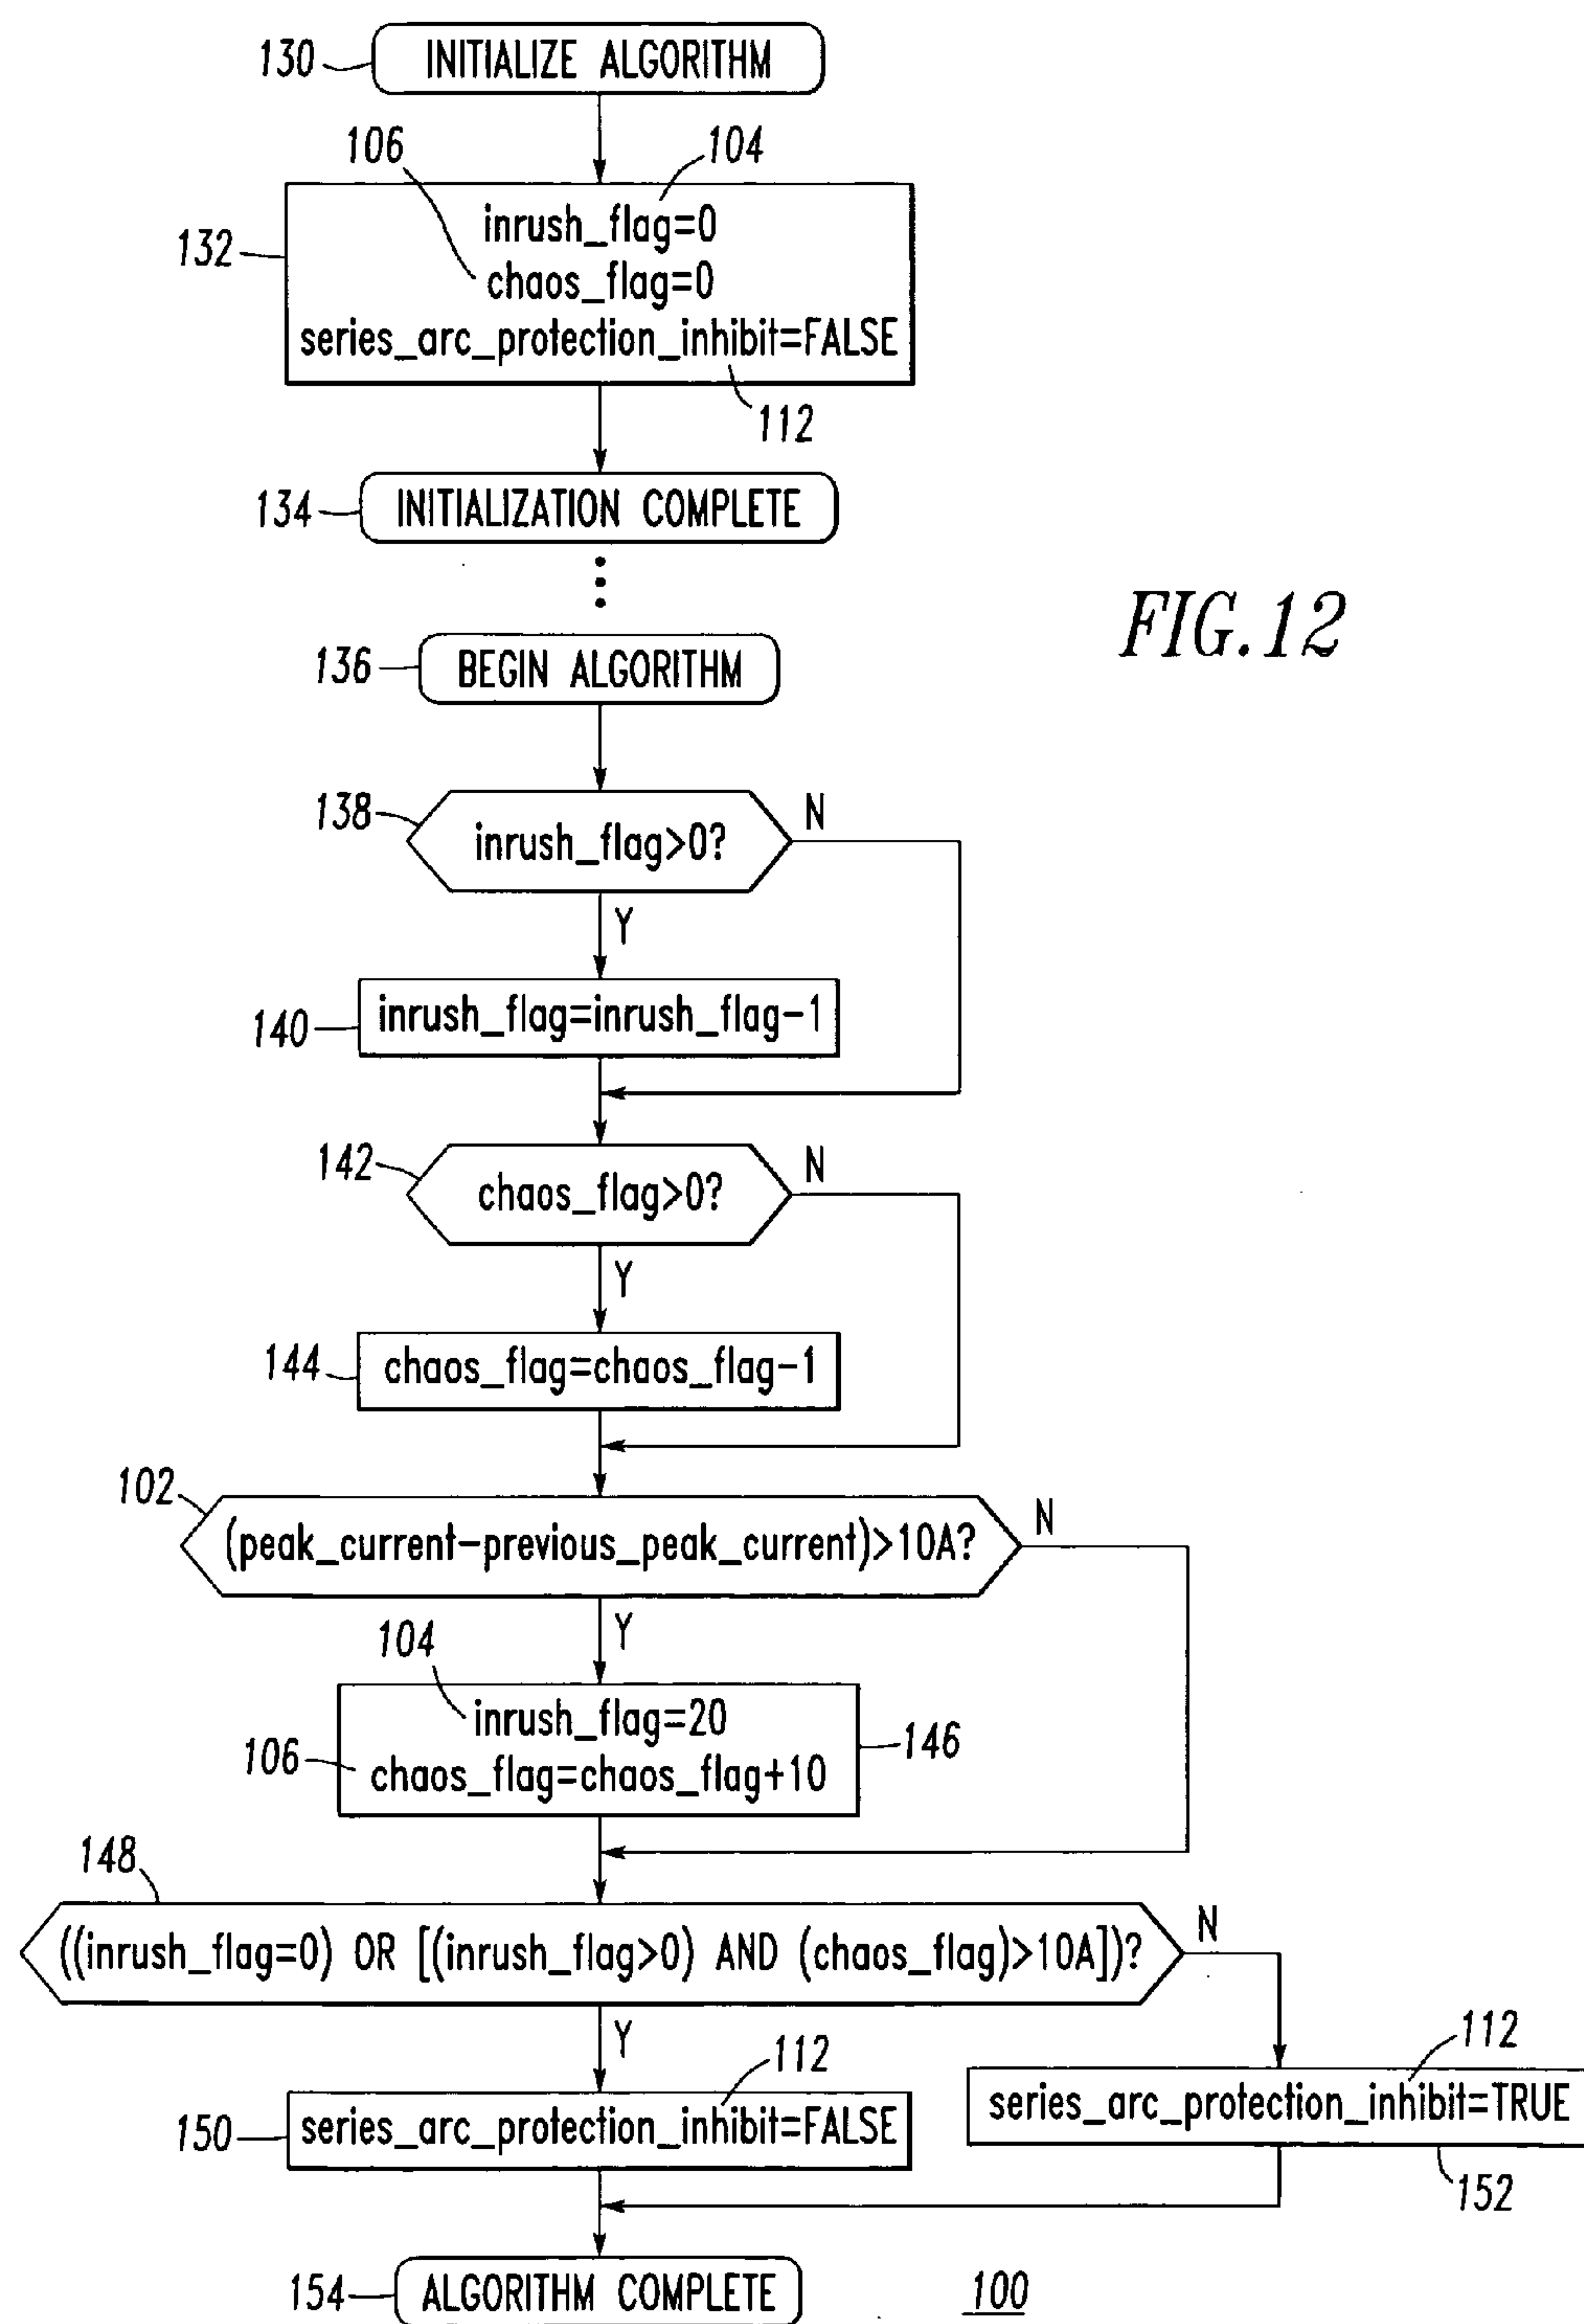 130
INITIALIZE ALGORITHM
106
104
132
inrush_flag=0
chaos_flag=0
series_arc_protection_inhibit=FALSE
112
134
INITIALIZATION COMPLETE
FIG.12
136
BEGIN ALGORITHM
138
inrush_flag>0?
N
Y
140
inrush_flag=inrush_flag-1
142
chaos_flag>0?
N
Y
144
chaos_flag=chaos_flag-1
102
(peak_current-previous_peak_current)>10A?
N
Y
104
inrush_flag=20
106
chaos_flag=chaos_flag+10
146
148
((inrush_flag=0) OR [(inrush_flag>0) AND (chaos_flag)>10A])?
N
Y
112
150
series_arc_protection_inhibit=FALSE
112
series_arc_protection_inhibit=TRUE
152
154
ALGORITHM COMPLETE
100